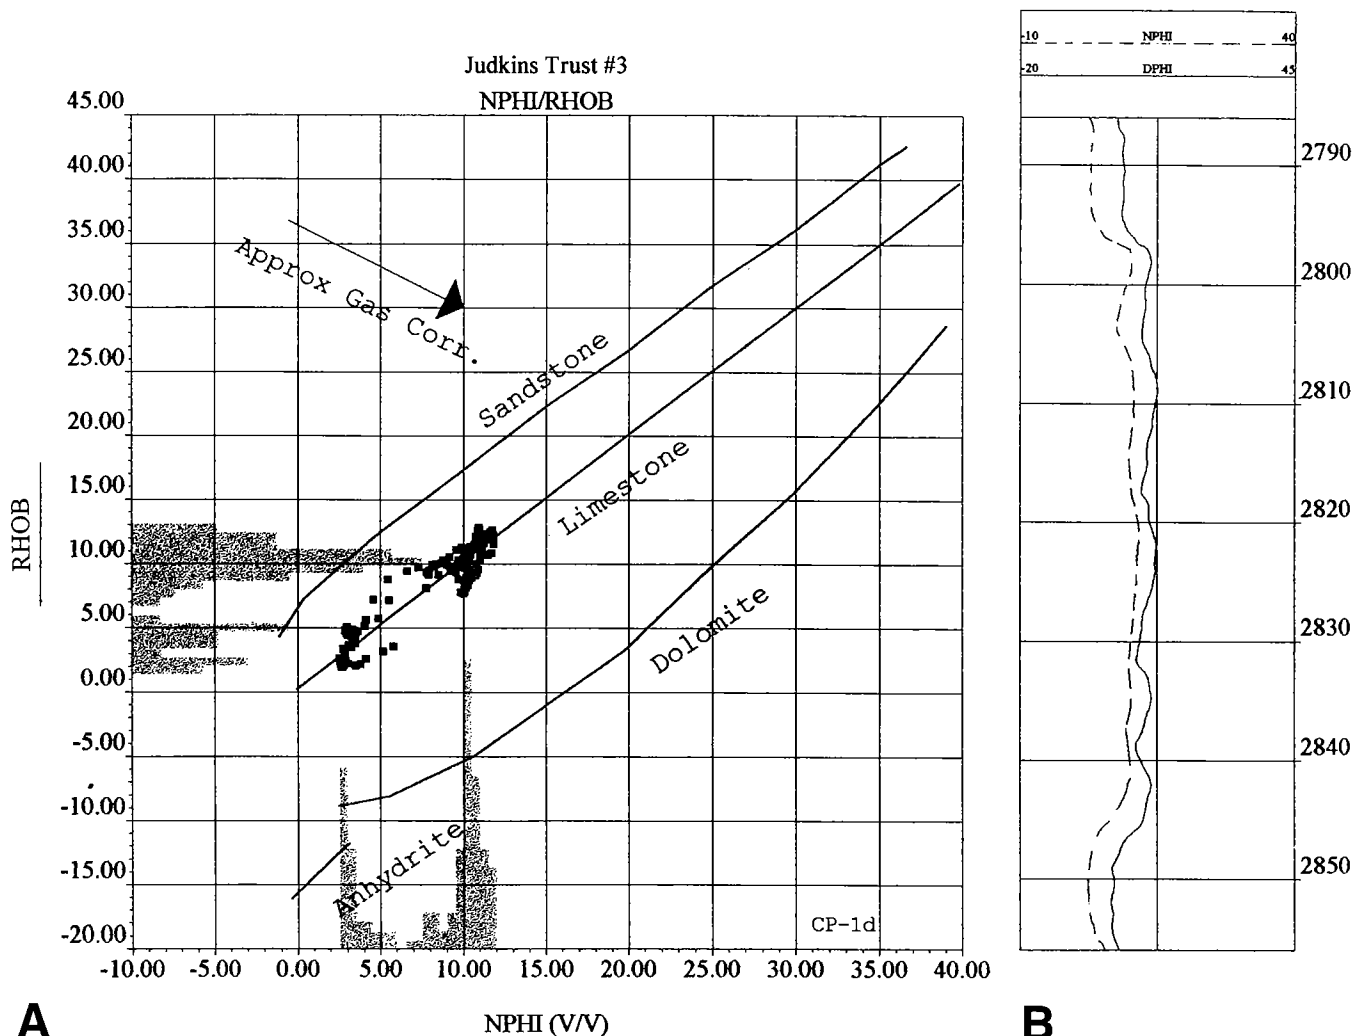 Judkins Trust #3
NPHI/RHOB
45.00
40.00
35.00
30.00
25.00
20.00
15.00
10.00
5.00
0.00
-5.00
-10.00
-15.00
-20.00
RHOB
Approx Gas Corr.
Sandstone
Limestone
Dolomite
Anhydrite
CP-1d
-10.00 -5.00 0.00 5.00 10.00 15.00 20.00 25.00 30.00 35.00 40.00
NPHI (V/V)
A
-10 NPHI 40
-20 DPHI 45
2790
2800
2810
2820
2830
2840
2850
B